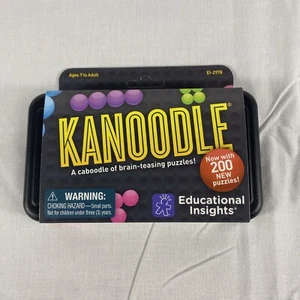 Ages 7 to Adult
EI-2978
KANOODLE®
A caboodle of brain-teasing puzzles!
Now with
200
NEW
puzzles!
WARNING:
CHOKING HAZARD—Small parts.
Not for children under three (3) years.
Educational
Insights®